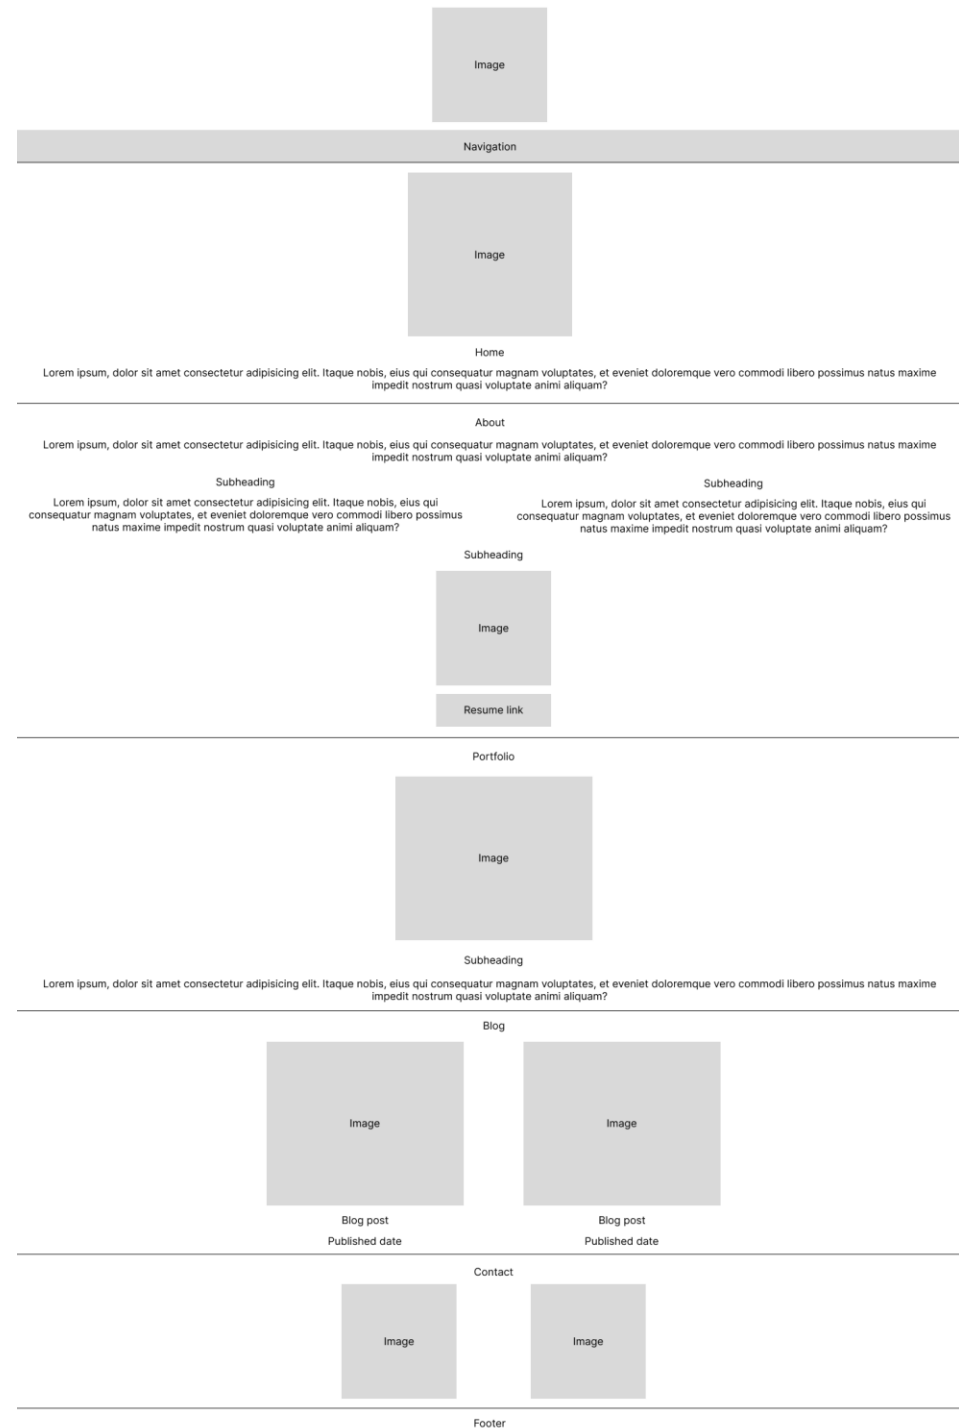 Image
Navigation
Image
Home
Lorem ipsum, dolor sit amet consectetur adipisicing elit. Itaque nobis, eius qui consequatur magnam voluptates, et eveniet doloremque vero commodi libero possimus natus maxime
impedit nostrum quasi voluptate animi aliquam?
About
Lorem ipsum, dolor sit amet consectetur adipisicing elit. Itaque nobis, eius qui consequatur magnam voluptates, et eveniet doloremque vero commodi libero possimus natus maxime
impedit nostrum quasi voluptate animi aliquam?
Subheading
Lorem ipsum, dolor sit amet consectetur adipisicing elit. Itaque nobis, eius qui
consequatur magnam voluptates, et eveniet doloremque vero commodi libero possimus
natus maxime impedit nostrum quasi voluptate animi aliquam?
Subheading
Lorem ipsum, dolor sit amet consectetur adipisicing elit. Itaque nobis, eius qui
consequatur magnam voluptates, et eveniet doloremque vero commodi libero possimus
natus maxime impedit nostrum quasi voluptate animi aliquam?
Subheading
Image
Resume link
Portfolio
Image
Subheading
Lorem ipsum, dolor sit amet consectetur adipisicing elit. Itaque nobis, eius qui consequatur magnam voluptates, et eveniet doloremque vero commodi libero possimus natus maxime
impedit nostrum quasi voluptate animi aliquam?
Blog
Image
Blog post
Published date
Image
Blog post
Published date
Contact
Image
Image
Footer